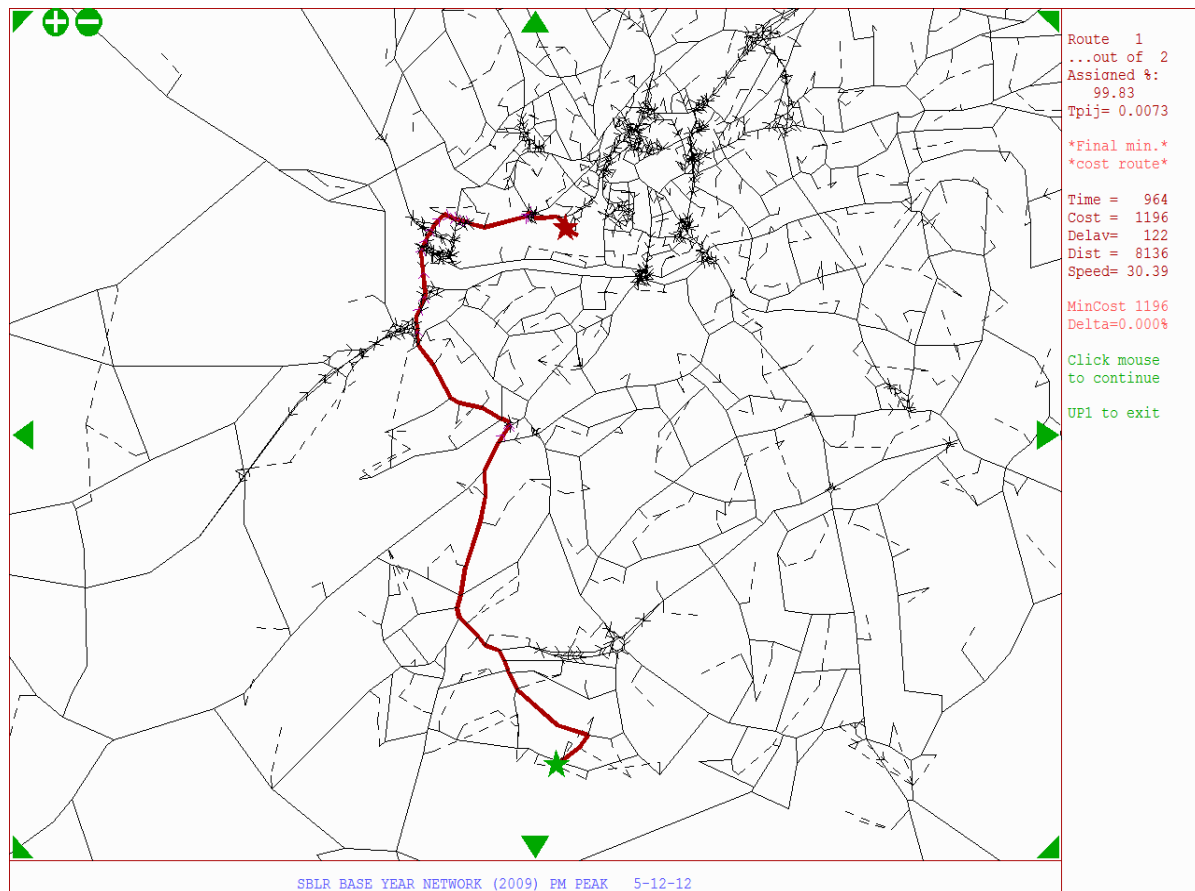 Route 1
...out of 2
Assigned %:
99.83
Tpij= 0.0073
*Final min.*
*cost route*
Time = 964
Cost = 1196
Delay= 122
Dist = 8136
Speed= 30.39
MinCost 1196
Delta=0.000%
Click mouse
to continue
UP1 to exit
SBLR BASE YEAR NETWORK (2009) PM PEAK 5-12-12